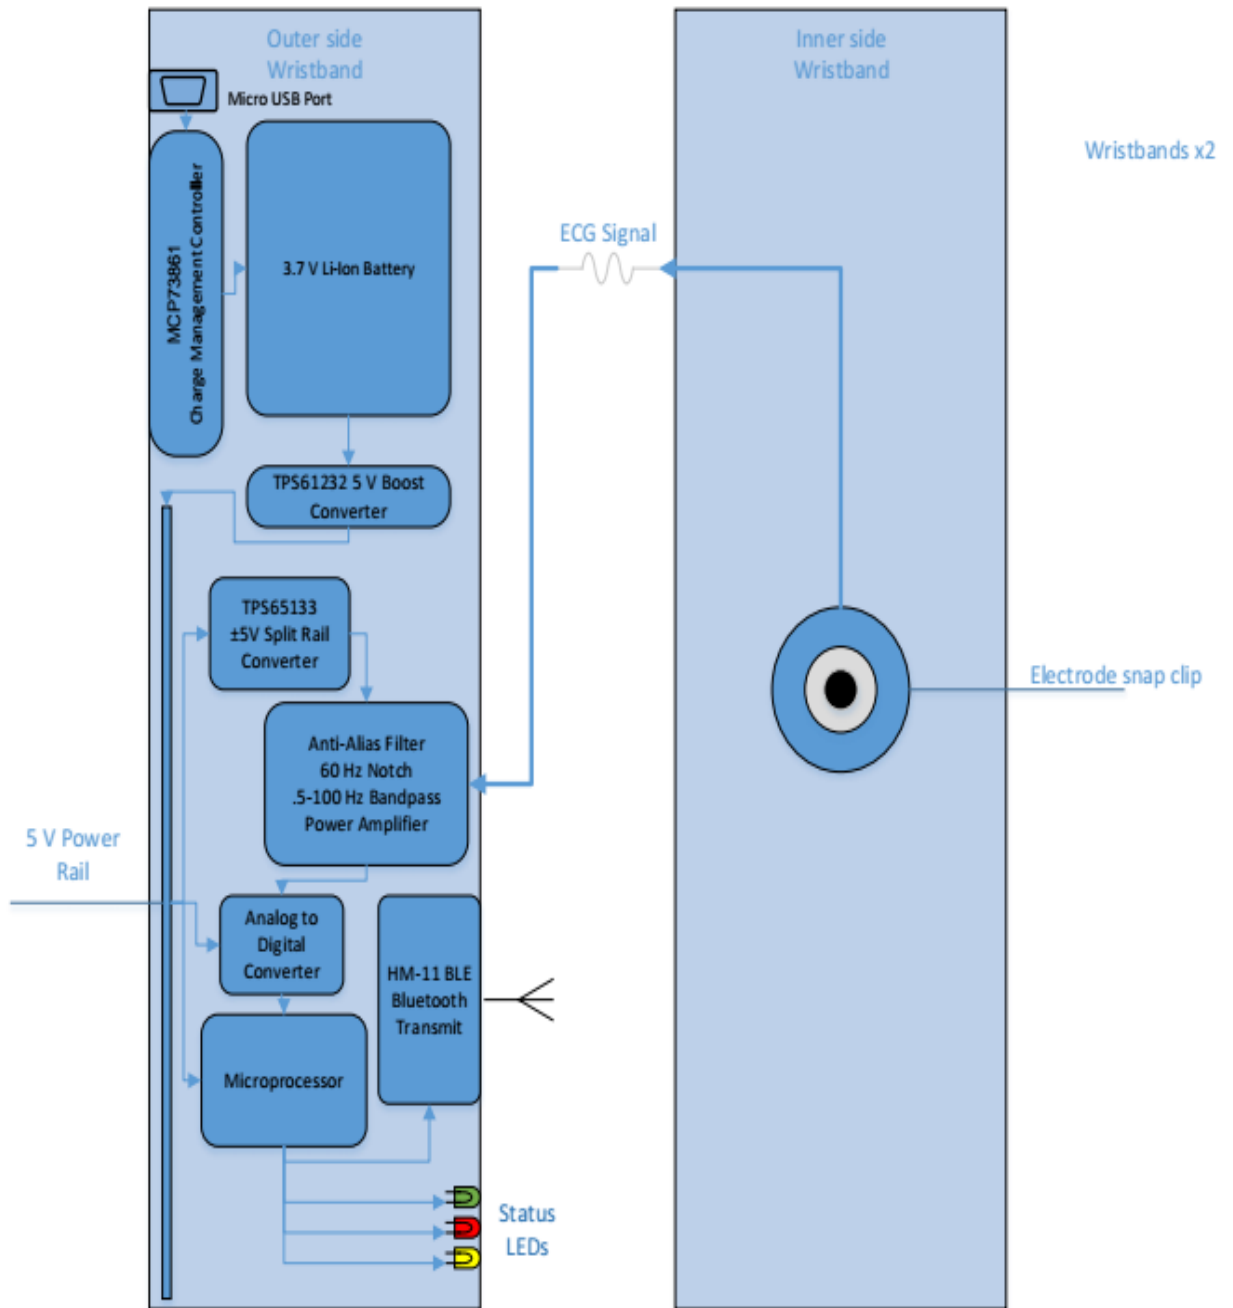 Outer side
Wristband
Micro USB Port
MCP73861
Charge Management Controller
3.7 V Li-Ion Battery
TPS61232 5 V Boost
Converter
TPS65133
±5V Split Rail
Converter
Anti-Alias Filter
60 Hz Notch
.5-100 Hz Bandpass
Power Amplifier
5 V Power
Rail
Analog to
Digital
Converter
HM-11 BLE
Bluetooth
Transmit
Microprocessor
Status
LEDs
ECG Signal
Inner side
Wristband
Wristbands x2
Electrode snap clip